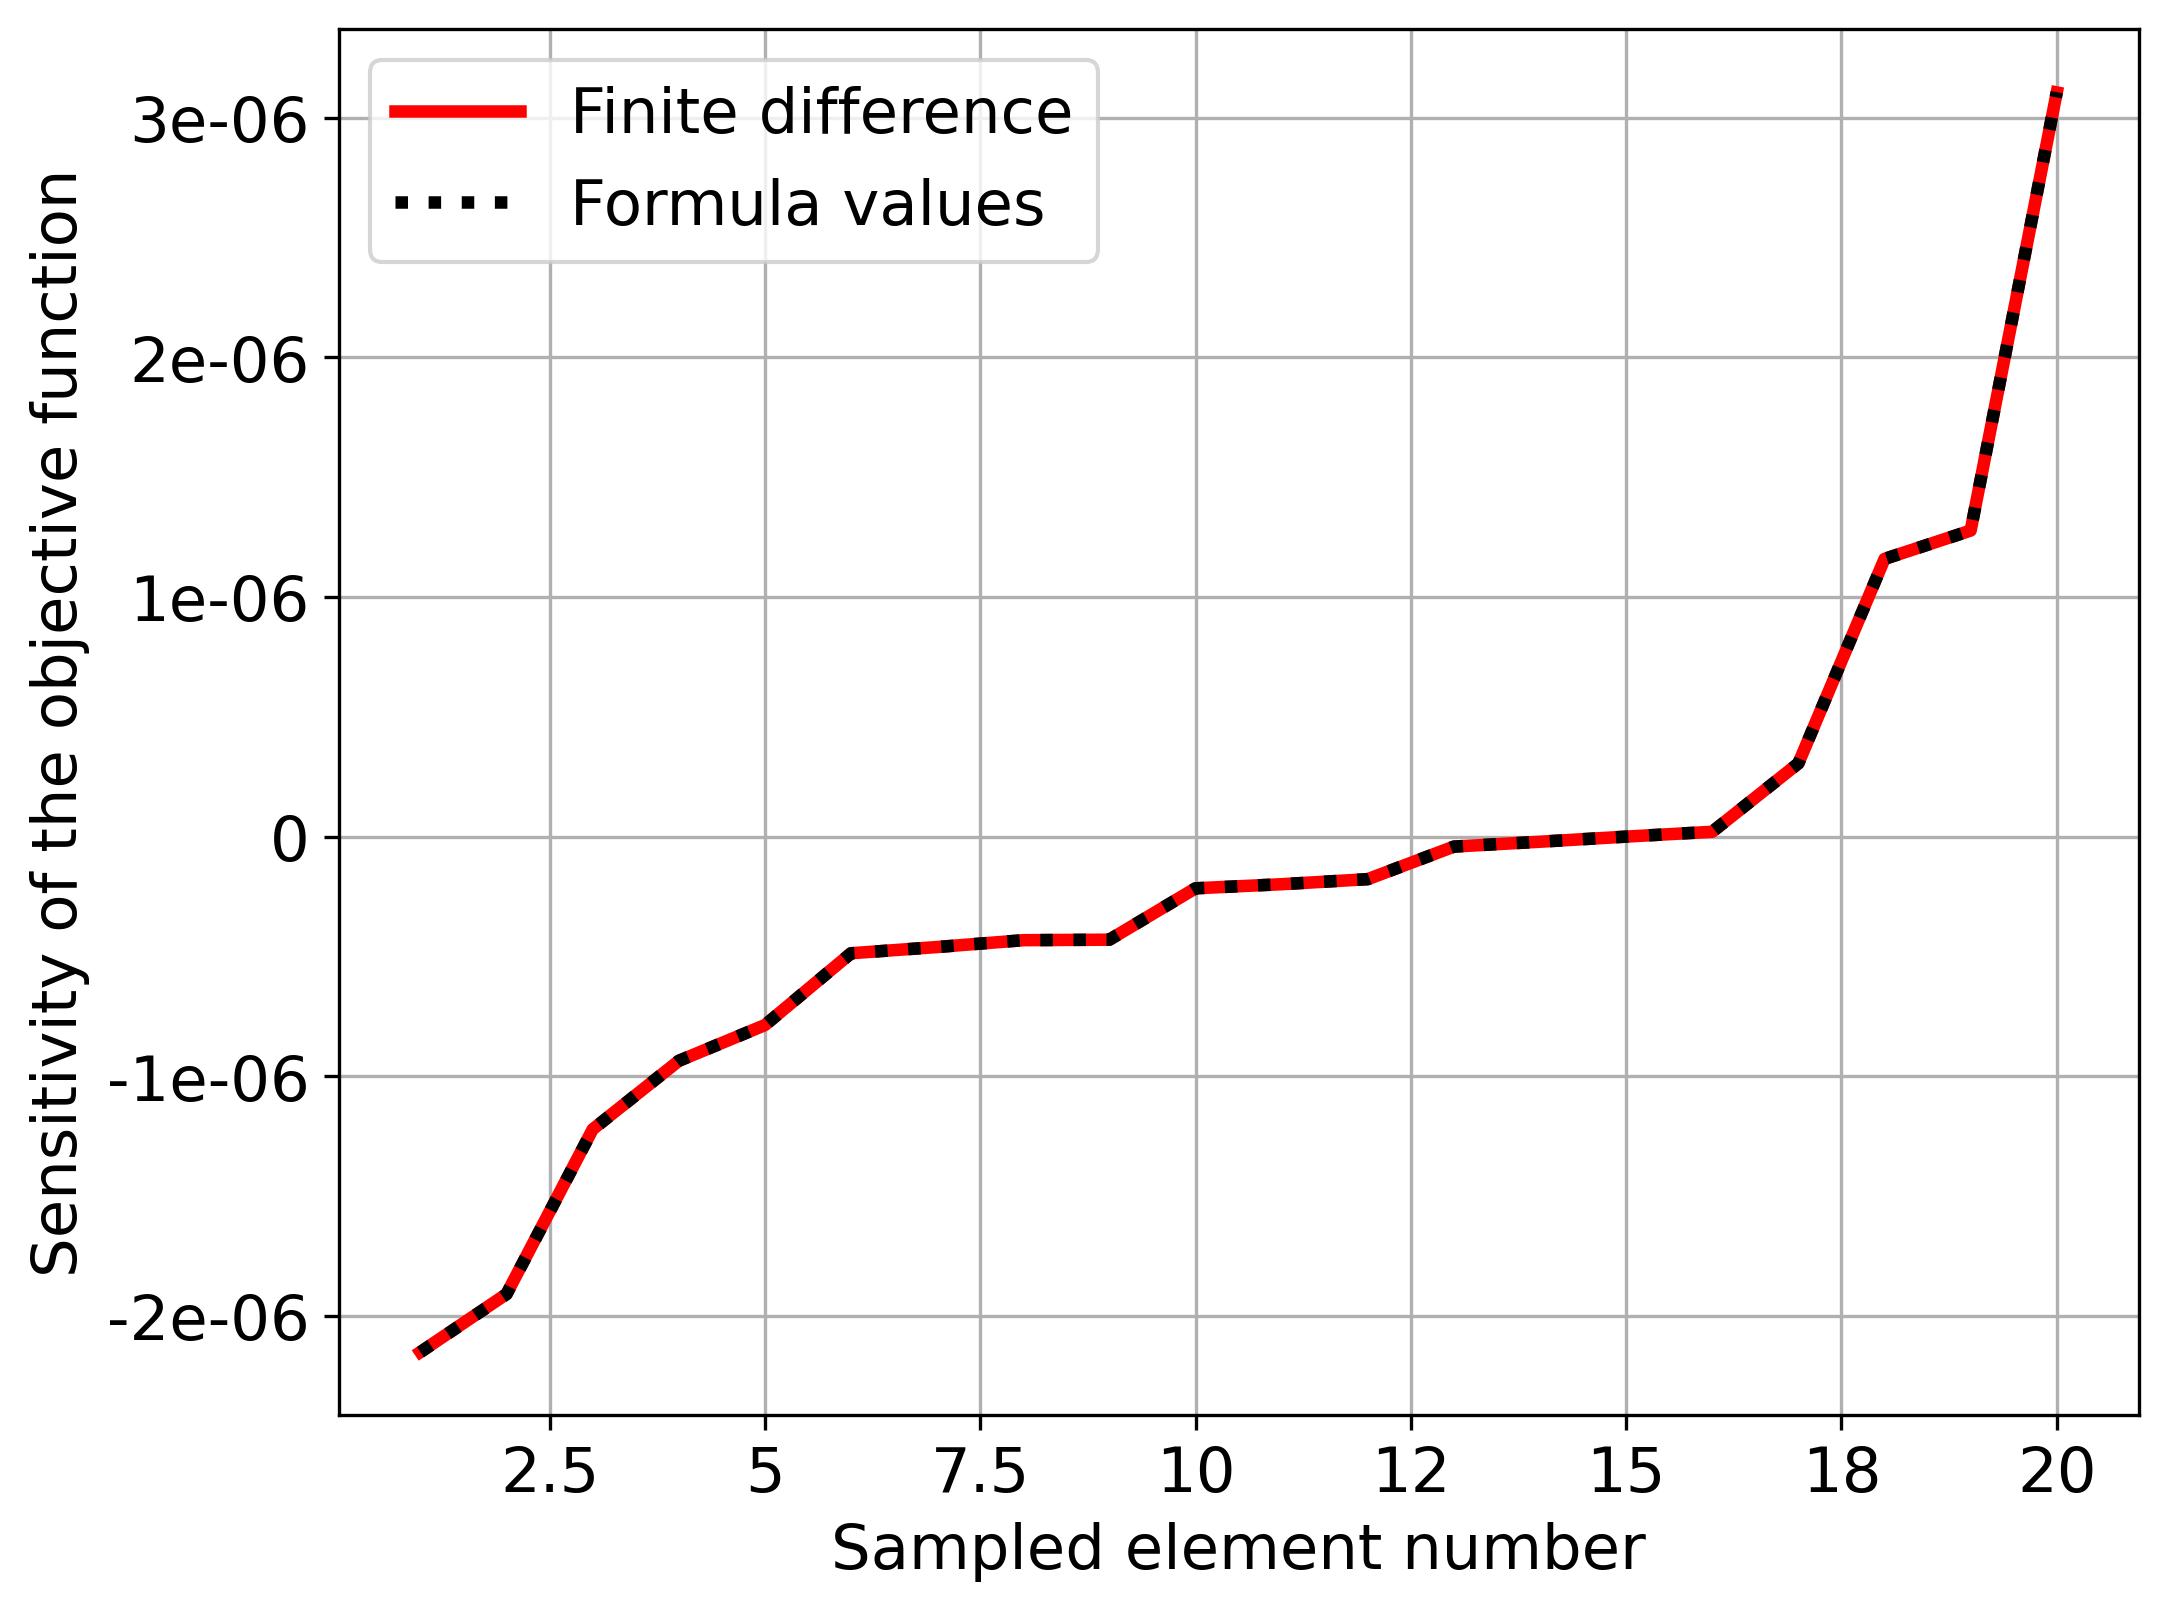 Finite difference
Formula values
3e-06
2e-06
1e-06
0
-1e-06
-2e-06
Sensitivity of the objective function
2.5 5 7.5 10 12 15 18 20
Sampled element number